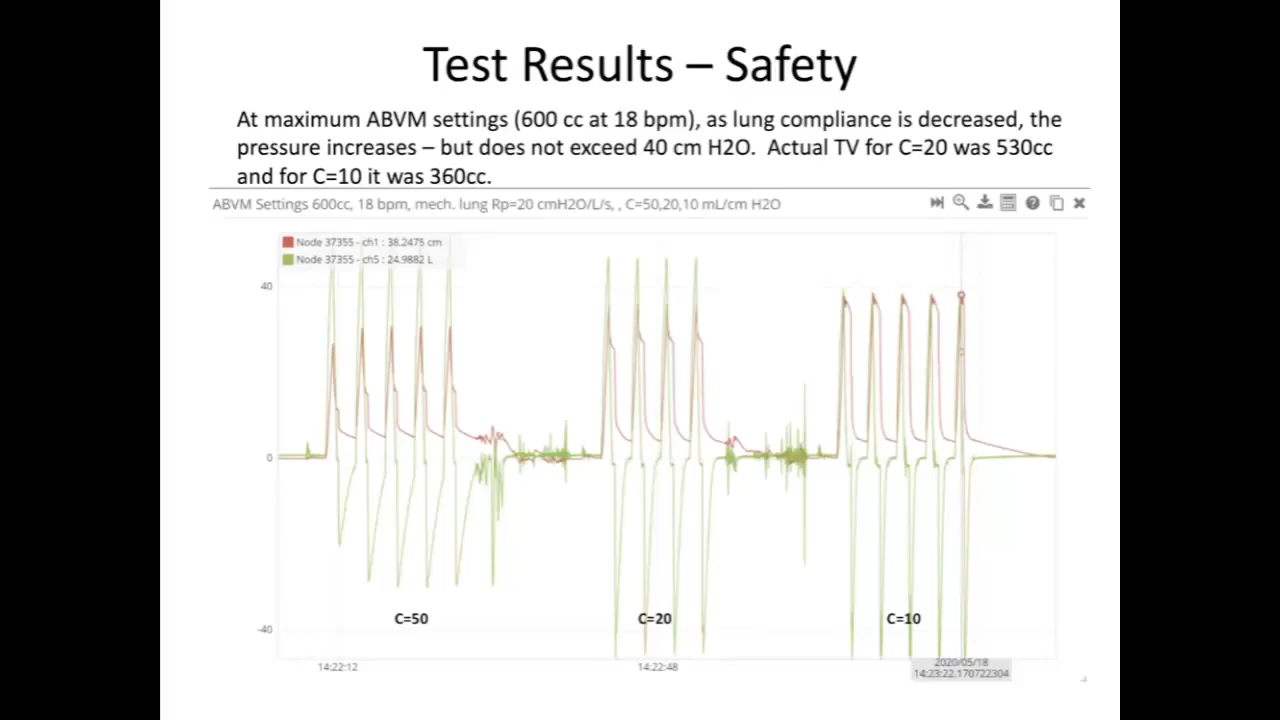 Test Results – Safety
At maximum ABVM settings (600 cc at 18 bpm), as lung compliance is decreased, the
pressure increases – but does not exceed 40 cm H2O.  Actual TV for C=20 was 530cc
and for C=10 it was 360cc.
ABVM Settings 600cc, 18 bpm, mech. lung Rp=20 cmH2O/L/s, , C=50,20,10 mL/cm H2O
Node 37355 - ch1 : 38.2475 cm
Node 37355 - ch5 : 24.9882 L
40
0
-40
C=50
C=20
C=10
14:22:12
14:22:48
2020/05/18
14:23:22.170722304